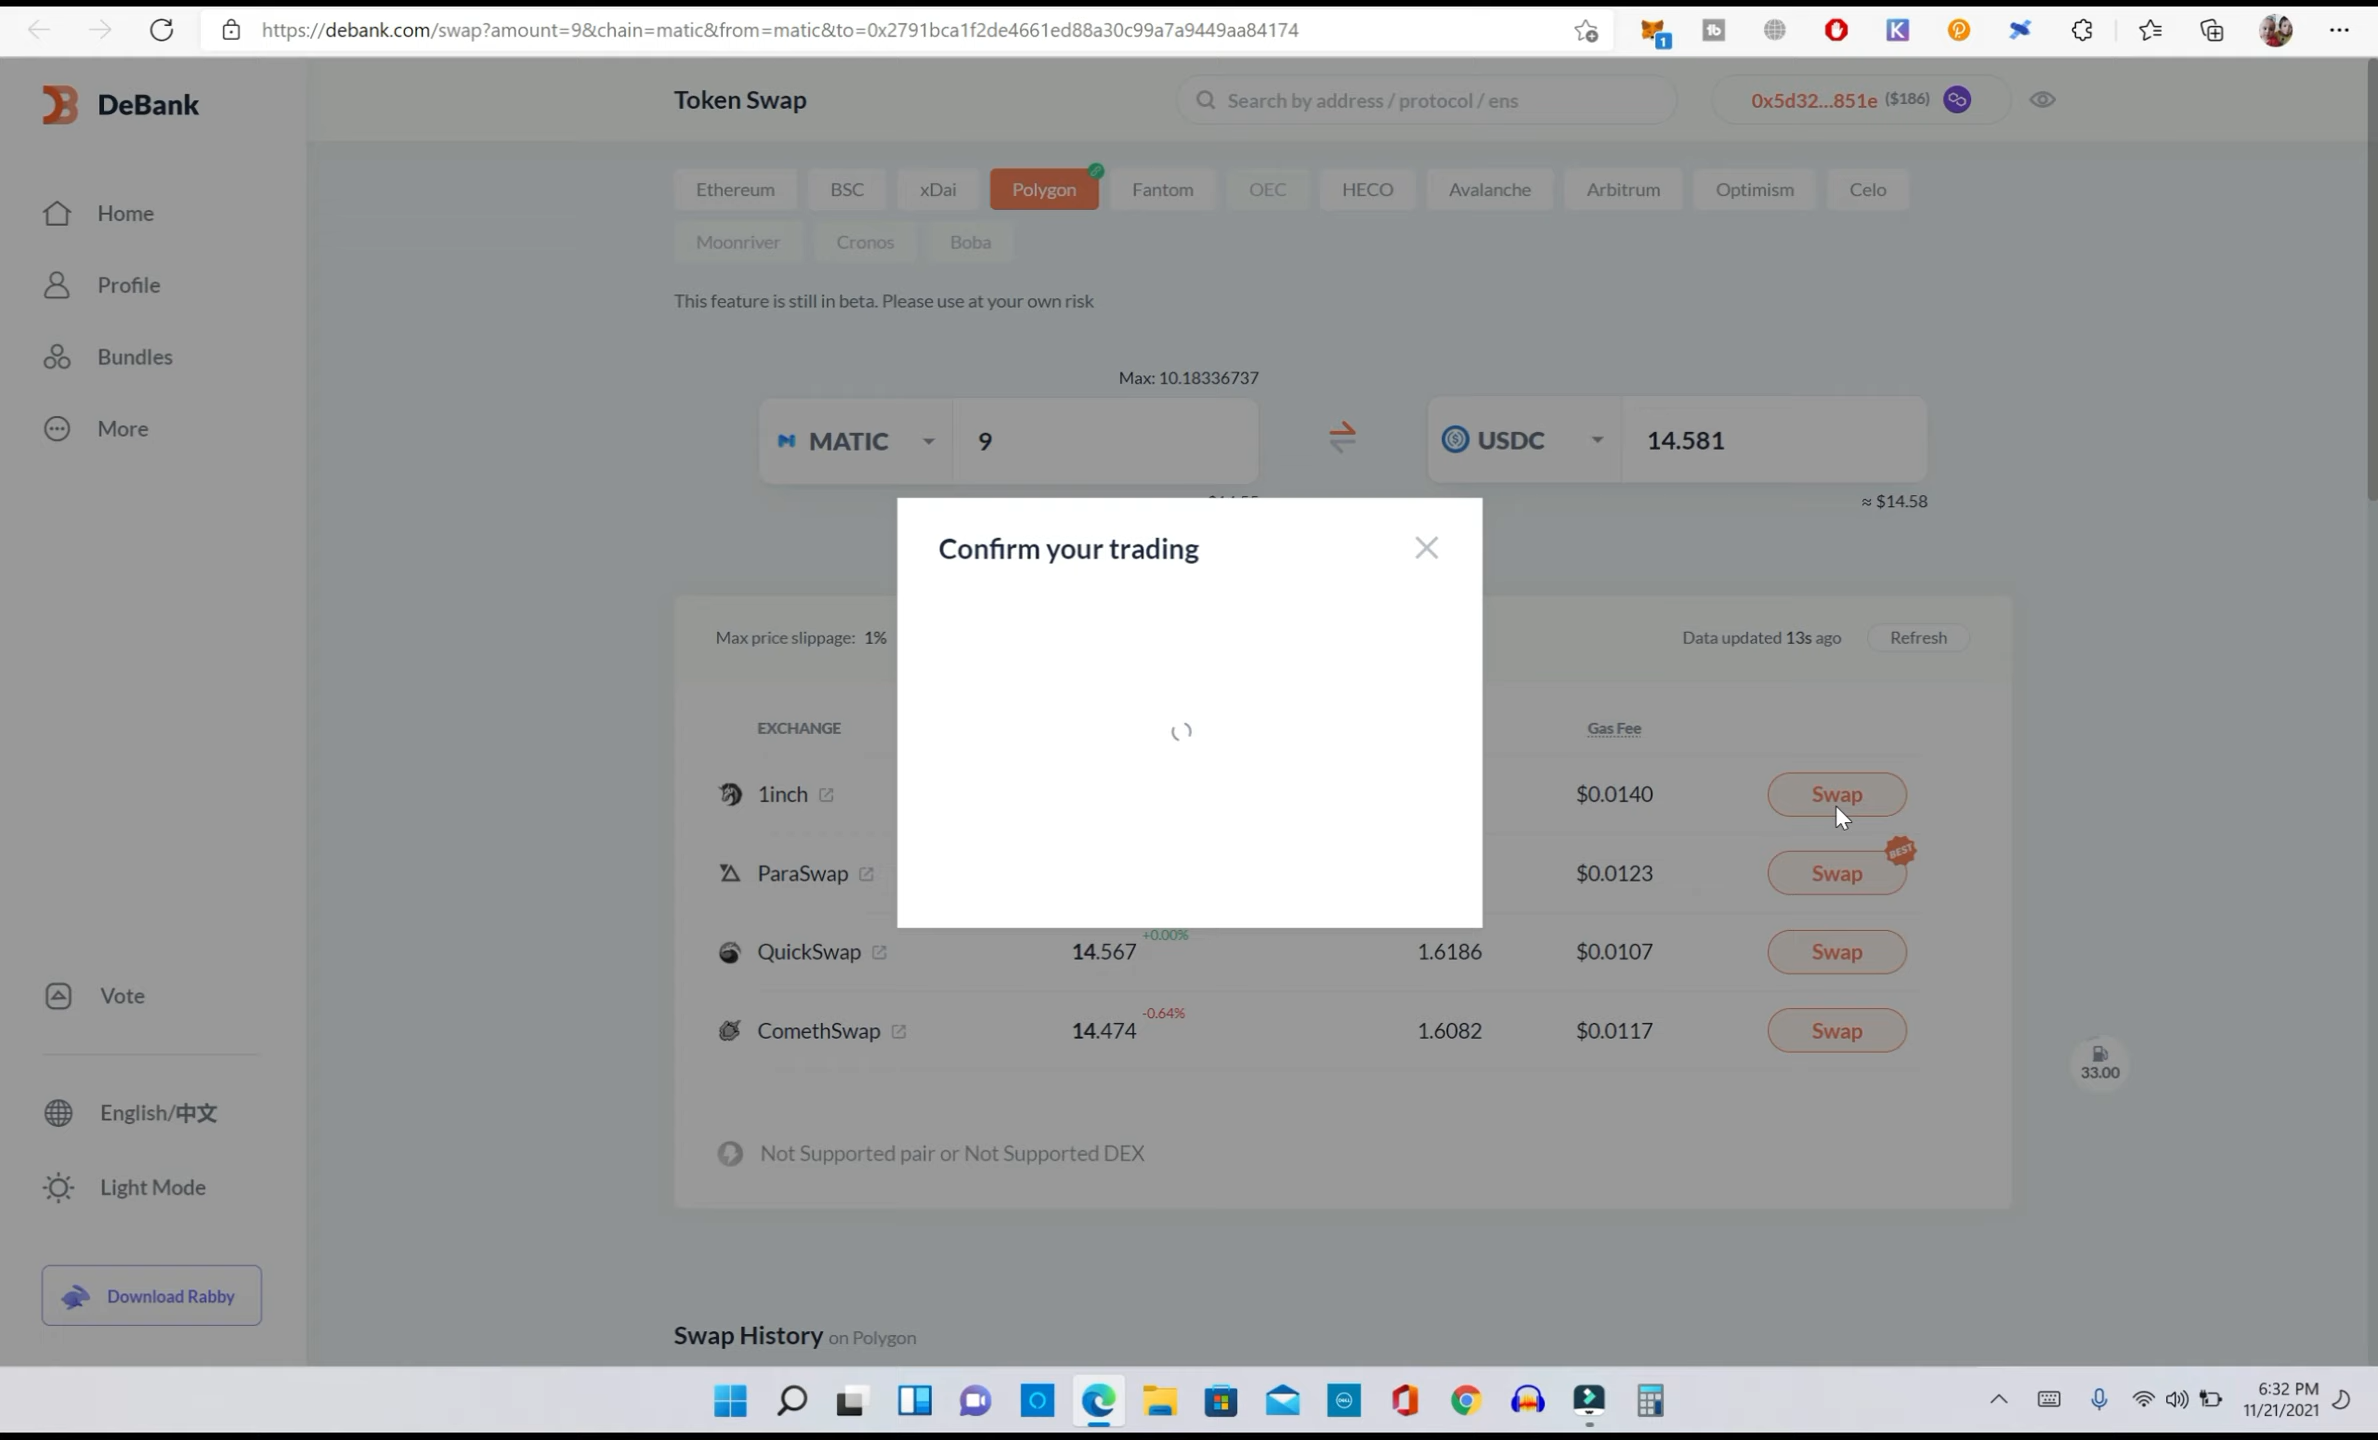 https://debank.com/swap?amount=9&chain=matic&from=matic&to=0x2791bca1f2de4661ed88a30c99a7a9449aa84174
1
DeBank
Token Swap
Search by address / protocol / ens
0x5d32...851e ($186)
Home
Profile
Bundles
More
Ethereum BSC xDai Polygon Fantom OEC HECO Avalanche Arbitrum Optimism Celo
Moonriver Cronos Boba
This feature is still in beta. Please use at your own risk
Max: 10.18336737
MATIC 9
USDC 14.581
≈ $14.58
Confirm your trading
Max price slippage: 1%
Data updated 13s ago Refresh
EXCHANGE Gas Fee
1inch $0.0140 Swap
BEST
ParaSwap $0.0123 Swap
+0.00%
QuickSwap 14.567 1.6186 $0.0107 Swap
-0.64%
ComethSwap 14.474 1.6082 $0.0117 Swap
33.00
Not Supported pair or Not Supported DEX
Vote
English/中文
Light Mode
Download Rabby
Swap History on Polygon
6:32 PM
11/21/2021